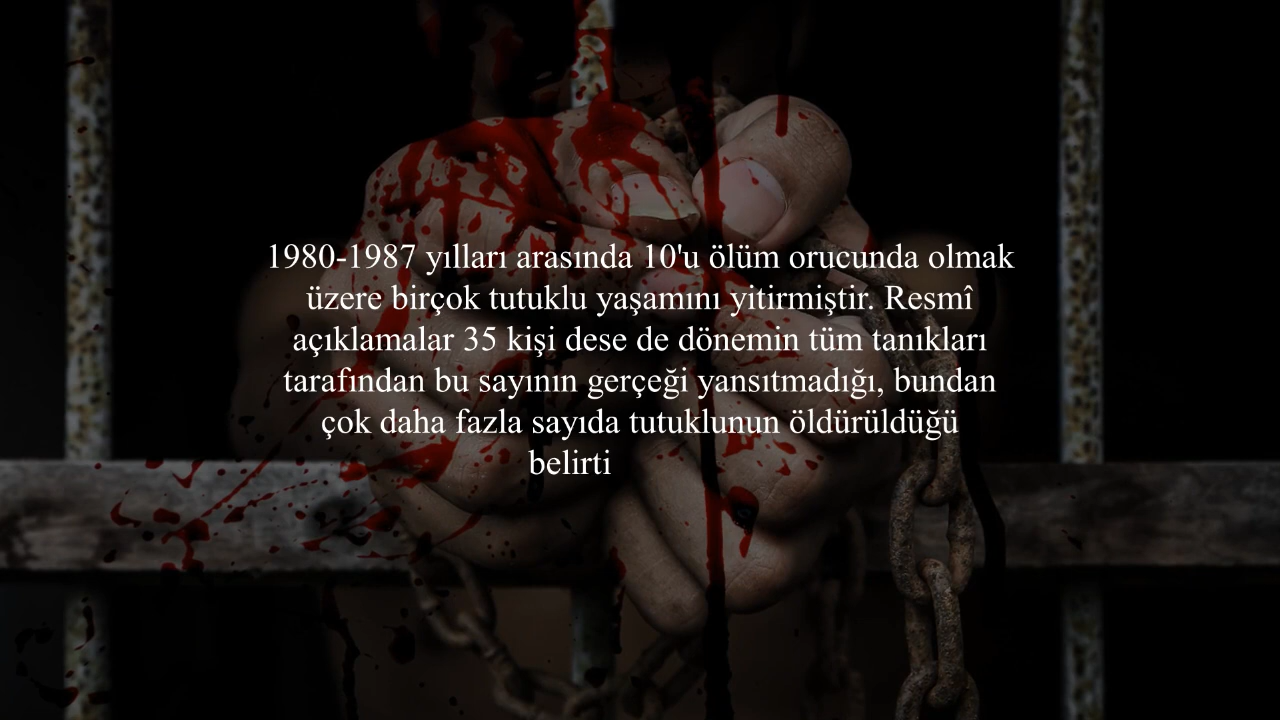 1980-1987 yılları arasında 10'u ölüm orucunda olmak
üzere birçok tutuklu yaşamını yitirmiştir. Resmî
açıklamalar 35 kişi dese de dönemin tüm tanıkları
tarafından bu sayının gerçeği yansıtmadığı, bundan
çok daha fazla sayıda tutuklunun öldürüldüğü
belirti